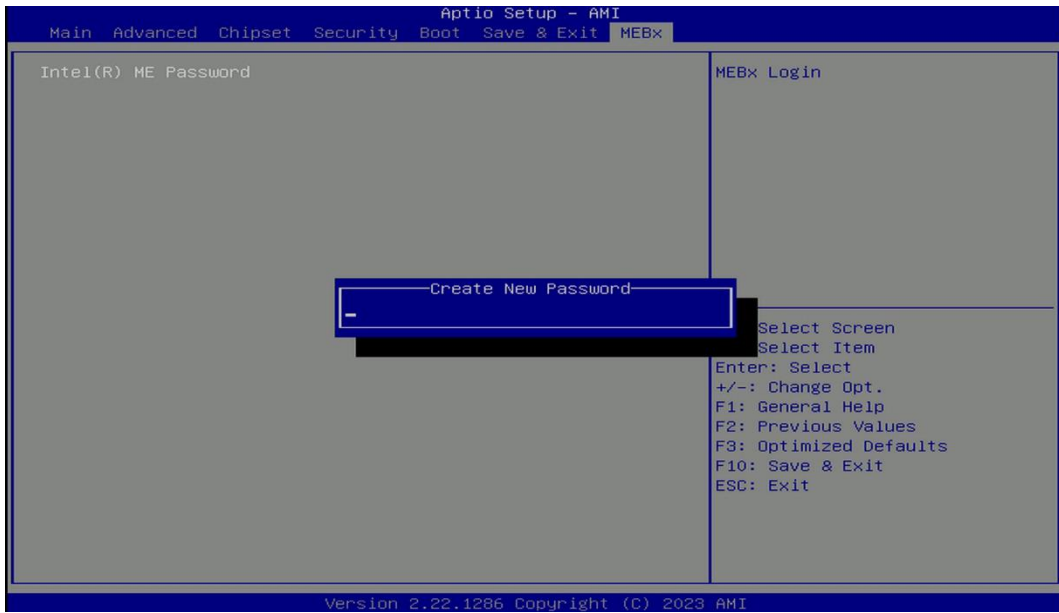 Aptio Setup – AMI
Main Advanced Chipset Security Boot Save & Exit MEBx
Intel(R) ME Password
MEBx Login
Create New Password
Select Screen
Select Item
Enter: Select
+/-: Change Opt.
F1: General Help
F2: Previous Values
F3: Optimized Defaults
F10: Save & Exit
ESC: Exit
Version 2.22.1286 Copyright (C) 2023 AMI